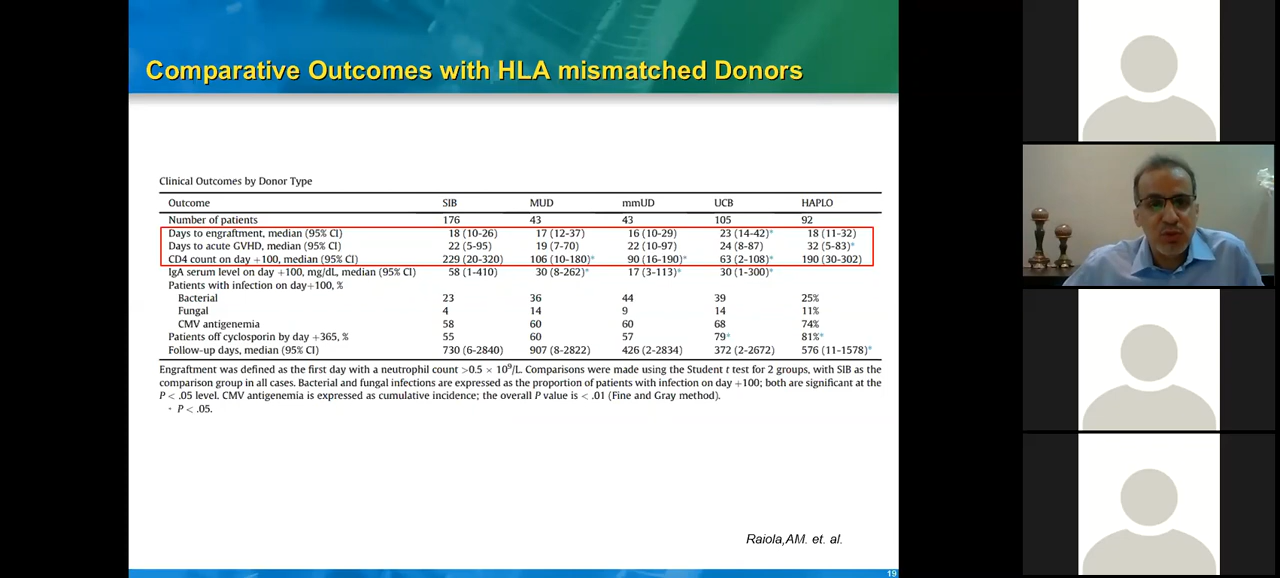 Comparative Outcomes with HLA mismatched Donors
Clinical Outcomes by Donor Type
Outcome SIB MUD mmUD UCB HAPLO
Number of patients 176 43 43 105 92
Days to engraftment, median (95% CI) 18 (10-26) 17 (12-37) 16 (10-29) 23 (14-42)* 18 (11-32)
Days to acute GVHD, median (95% CI) 22 (5-95) 19 (7-70) 22 (10-97) 24 (8-87) 32 (5-83)*
CD4 count on day +100, median (95% CI) 229 (20-320) 106 (10-180)* 90 (16-190)* 63 (2-108)* 190 (30-302)
IgA serum level on day +100, mg/dL, median (95% CI) 58 (1-410) 30 (8-262)* 17 (3-113)* 30 (1-300)*
Patients with infection on day+100, %
Bacterial 23 36 44 39 25%
Fungal 4 14 9 14 11%
CMV antigenemia 58 60 60 68 74%
Patients off cyclosporin by day +365, % 55 60 57 79* 81%*
Follow-up days, median (95% CI) 730 (6-2840) 907 (8-2822) 426 (2-2834) 372 (2-2672) 576 (11-1578)*
Engraftment was defined as the first day with a neutrophil count >0.5 × 10⁹/L. Comparisons were made using the Student t test for 2 groups, with SIB as the
comparison group in all cases. Bacterial and fungal infections are expressed as the proportion of patients with infection on day +100; both are significant at the
P < .05 level. CMV antigenemia is expressed as cumulative incidence; the overall P value is < .01 (Fine and Gray method).
* P < .05.
Raiola,AM. et. al.
19